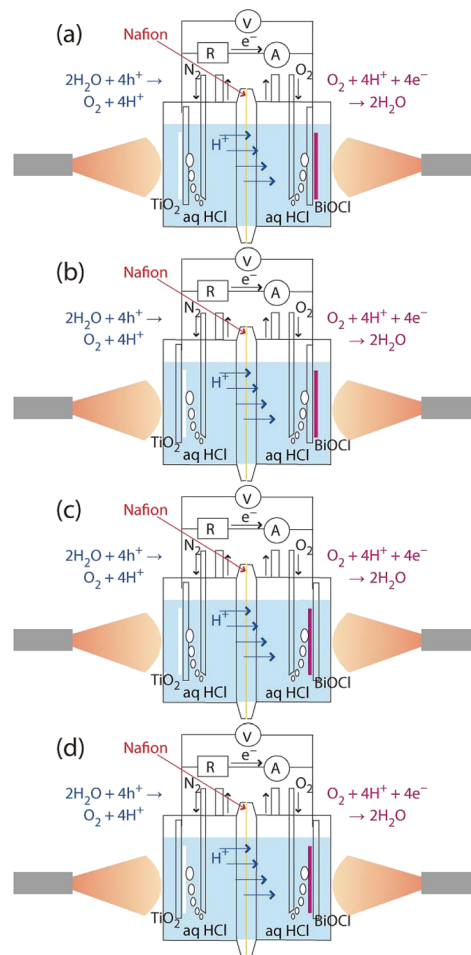 (a)
V
Nafion
R
e⁻
A
N₂
O₂
2H₂O + 4h⁺ →
O₂ + 4H⁺
O₂ + 4H⁺ + 4e⁻
→ 2H₂O
H⁺
TiO₂
aq HCl
aq HCl
BiOCl
(b)
V
Nafion
R
e⁻
A
N₂
O₂
2H₂O + 4h⁺ →
O₂ + 4H⁺
O₂ + 4H⁺ + 4e⁻
→ 2H₂O
H⁺
TiO₂
aq HCl
aq HCl
BiOCl
(c)
V
Nafion
R
e⁻
A
N₂
O₂
2H₂O + 4h⁺ →
O₂ + 4H⁺
O₂ + 4H⁺ + 4e⁻
→ 2H₂O
H⁺
TiO₂
aq HCl
aq HCl
BiOCl
(d)
V
Nafion
R
e⁻
A
N₂
O₂
2H₂O + 4h⁺ →
O₂ + 4H⁺
O₂ + 4H⁺ + 4e⁻
→ 2H₂O
H⁺
TiO₂
aq HCl
aq HCl
BiOCl